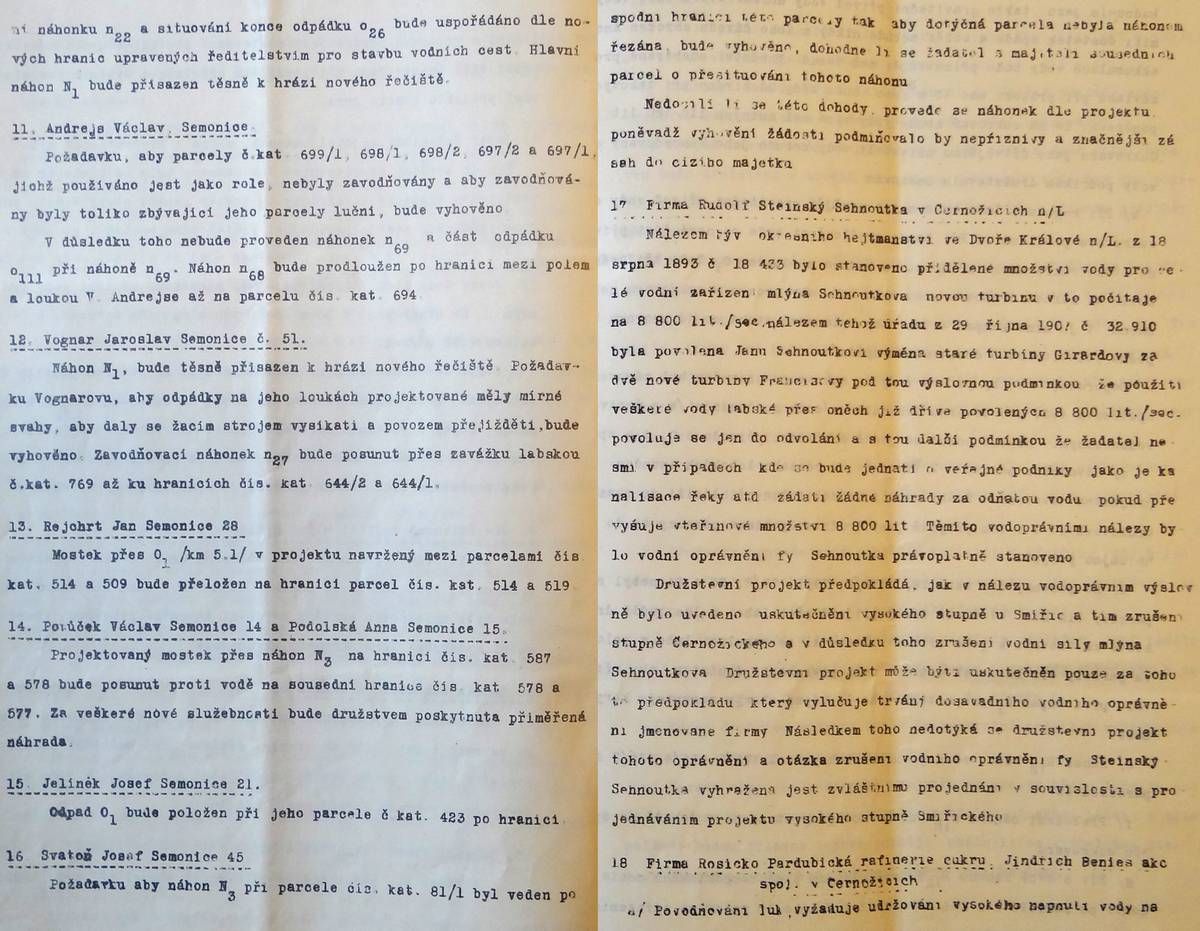 ní náhonku n22 a situování konce odpádku o26 bude uspořádáno dle no-
vých hranic upravených ředitelstvím pro stavbu vodních cest. Hlavní
náhon N1 bude přisazen těsně k hrázi nového řečiště.
11. Andrejs Václav, Semonice.
Požadavku, aby parcely č.kat. 699/1, 698/1, 698/2, 697/2 a 697/1,
jichž používáno jest jako role, nebyly zavodňovány a aby zavodňová-
ny byly toliko zbývající jeho parcely luční, bude vyhověno
V důsledku toho nebude proveden náhonek n69 a část odpádku
o111 při náhoně n69. Náhon n68 bude prodloužen po hranici mezi polem
a loukou V. Andrejse až na parcelu čís. kat. 694.
12. Vognar Jaroslav Semonice č. 51.
Náhon N1, bude těsně přisazen k hrázi nového řečiště. Požadav-
ku Vognarovu, aby odpádky na jeho loukách projektované měly mírné
svahy, aby daly se žacím strojem vysíkati a povozem přejížděti,bude
vyhověno. Zavodňovací náhonek n27 bude posunut přes zavážku labskou
č.kat. 769 až ku hranicích čís. kat 644/2 a 644/1.
13. Rejchrt Jan Semonice 28
Mostek přes O1 /km 5.1/ v projektu navržený mezi parcelami čís.
kat. 514 a 509 bude přeložen na hranici parcel čís. kat. 514 a 519.
14. Václav Semonice 14 a Podolská Anna Semonice 15.
Projektovaný mostek přes náhon N3 na hranici čís. kat. 587
a 578 bude posunut proti vodě na sousední hranice čís. kat 578 a
577. Za veškeré nové služebnosti bude družstvem poskytnuta přiměřená
náhrada.
15. Jelínek Josef Semonice 21.
Odpad O1 bude položen při jeho parcele č kat. 423 po hranici.
16 Svatoň Josef Semonice 45
Požadavku aby náhon N3 při parcele čís. kat. 81/1 byl veden po
spodní hranici této parcely tak aby dotyčná parcela nebyla náhonem
řezána, bude vyhověno, dohodne li se žadatel s majiteli sousedních
parcel o přesituování tohoto náhonu
Nedocílí li se této dohody, provede se náhonek dle projektu
poněvadž vyhovění žádosti podmiňovalo by nepříznivý a značnější zá
sah do cizího majetku
17 Firma Rudolf Steinský Sehnoutka v Černožicích n/L
Nálezem býv okresního hejtmanství ve Dvoře Králové n/L. z 18
srpna 1893 č 18 433 bylo stanoveno přídělené množství vody pro ce-
lé vodní zařízení mlýna Sehnoutkova novou turbinu v to počítaje
na 8 800 lit./sec.nálezem téhož úřadu z 29 října č 32.910
byla povolena Janu Sehnoutkovi výměna staré turbiny Girardovy za
dvě nové turbiny Francisovy pod tou výslovnou podmínkou že použití
veškeré vody labské přes oněch již dříve povolených 8 800 lit./sec.
povoluje se jen do odvolání a s tou další podmínkou že žadatel ne
smí v případech kde se bude jednati o veřejné podniky jako je ka
nalisace řeky atd žádati žádné náhrady za odňatou vodu pokud pře
vyšuje vteřinové množství 8 800 lit Těmito vodoprávními nálezy by
lo vodní oprávnění fy Sehnoutka právoplatně stanoveno
Družstevní projekt předpokládá, jak v nálezu vodoprávním výslov
ně bylo uvedeno uskutečnění vysokého stupně u Smiřic a tím zrušení
stupně Černožického a v důsledku toho zrušení vodní síly mlýna
Sehnoutkova Družstevní projekt může býti uskutečněn pouze za toho
to předpokladu který vylučuje trvání dosavadního vodního oprávně-
ní jmenované firmy Následkem toho nedotýká se družstevní projekt
tohoto oprávnění a otázka zrušení vodního oprávnění fy Steinský
Sehnoutka vyhražena jest zvláštnímu projednání v souvislosti s pro
jednáváním projektu vysokého stupně Smiřického
18 Firma Rosicko Pardubická rafinerie cukru, Jindrich Benies akc
spol. v Černožicích
a/ Povodňování luk ,vyžaduje udržování vysokého napnutí vody na